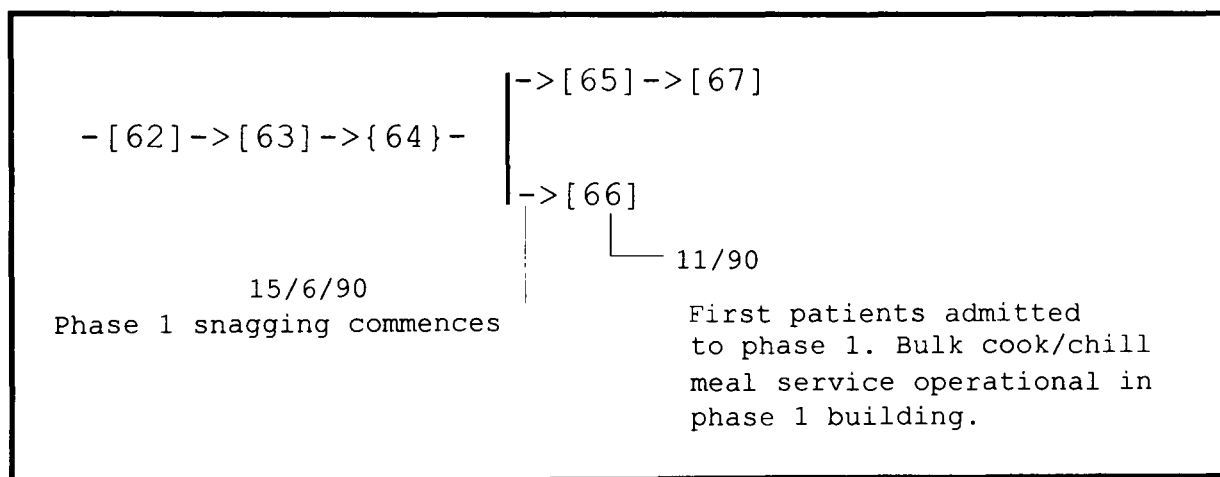 ->[65]->[67]
-[62]->[63]->{64}-
->[66]
11/90
15/6/90
Phase 1 snagging commences
First patients admitted
to phase 1. Bulk cook/chill
meal service operational in
phase 1 building.